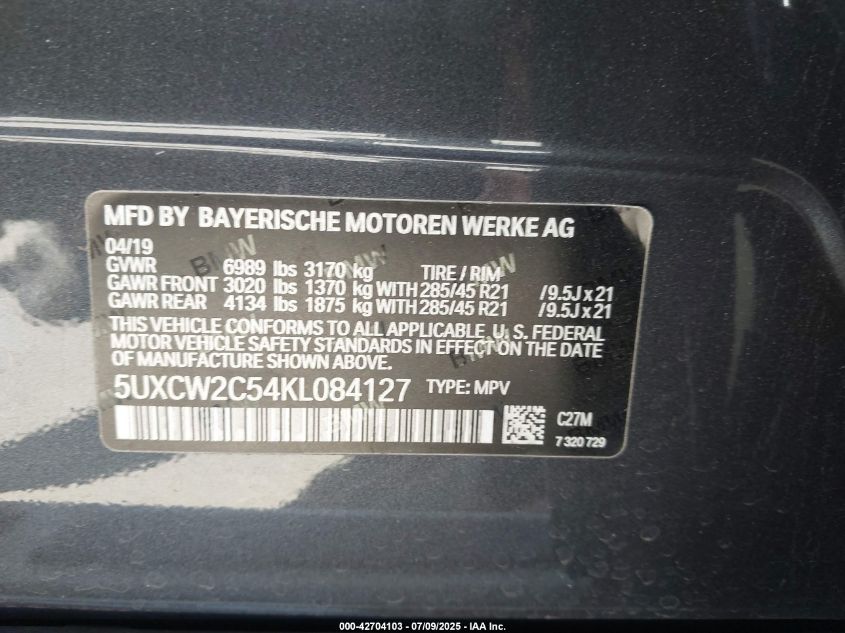 MFD BY BAYERISCHE MOTOREN WERKE AG
04/19
GVWR 6989 lbs 3170 kg TIRE / RIM
GAWR FRONT 3020 lbs 1370 kg WITH 285/45 R21 /9.5J x 21
GAWR REAR 4134 lbs 1875 kg WITH 285/45 R21 /9.5J x 21
THIS VEHICLE CONFORMS TO ALL APPLICABLE U. S. FEDERAL
MOTOR VEHICLE SAFETY STANDARDS IN EFFECT ON THE DATE
OF MANUFACTURE SHOWN ABOVE.
5UXCW2C54KL084127 TYPE: MPV
C27M
7 320 729
000-42704103 - 07/09/2025 - IAA Inc.